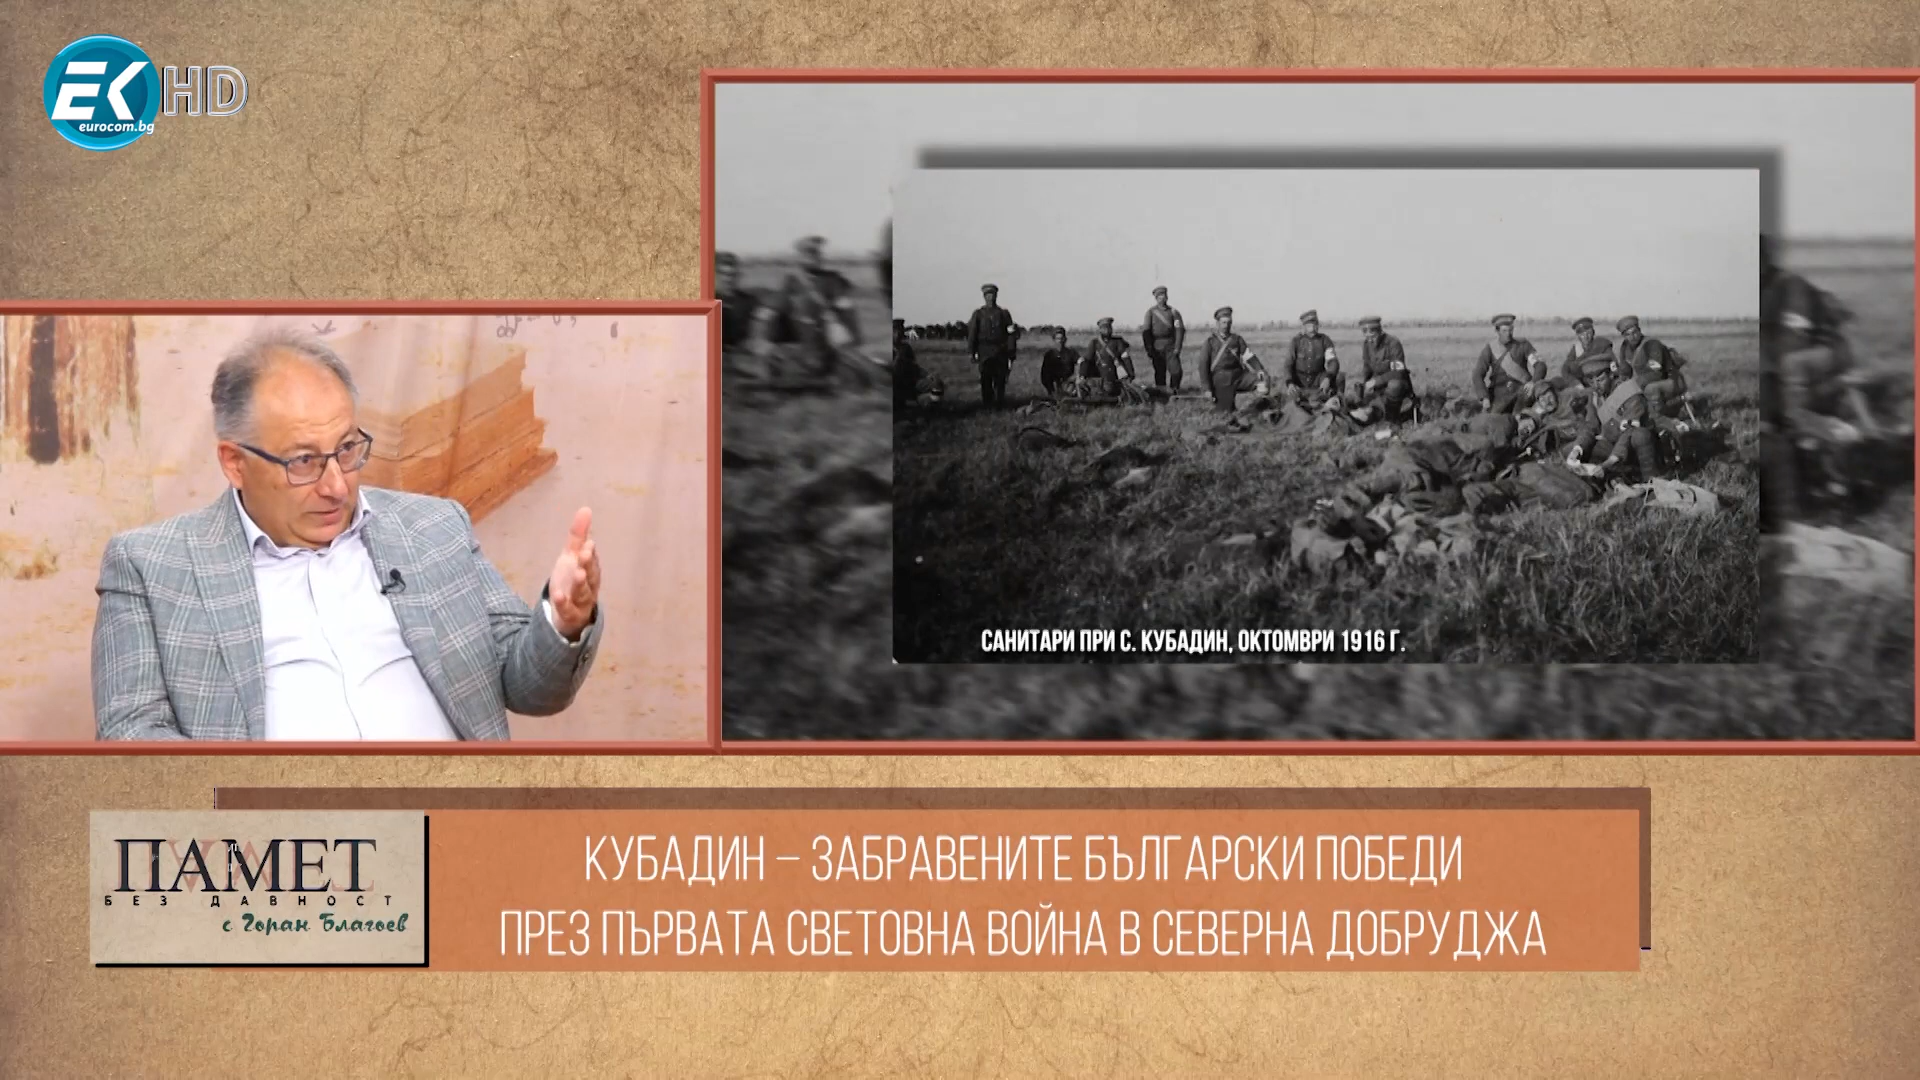 EK HD
eurocom.bg
САНИТАРИ ПРИ С. КУБАДИН, ОКТОМВРИ 1916 Г.
ПАМЕТ
БЕЗ ДАВНОСТ
с Горан Благоев
КУБАДИН – ЗАБРАВЕНИТЕ БЪЛГАРСКИ ПОБЕДИ
ПРЕЗ ПЪРВАТА СВЕТОВНА ВОЙНА В СЕВЕРНА ДОБРУДЖА